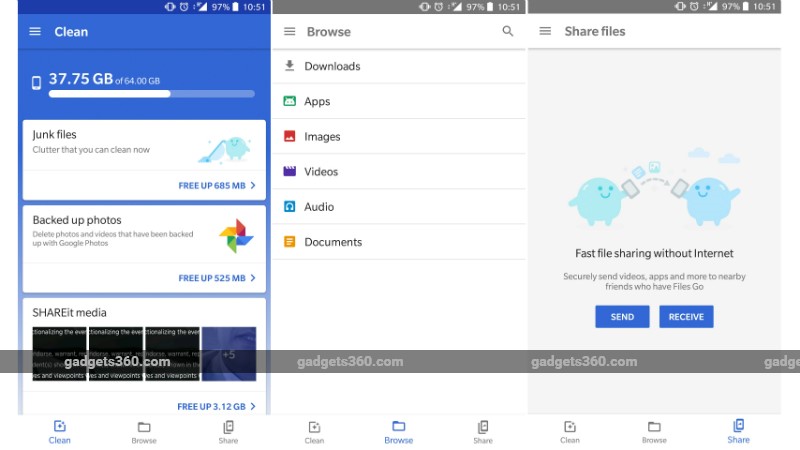 97% 10:51
Clean
37.75 GB of 64.00 GB
Junk files
Clutter that you can clean now
FREE UP 685 MB
Backed up photos
Delete photos and videos that have been backed
up with Google Photos
FREE UP 525 MB
SHAREit media
ctionalizing the ever
ctionalizing the ever
ctionalizing the ever
+5
gadgets360.com
es and viewpoints
es and viewpoints
es and viewpoints
FREE UP 3.12 GB
Clean
Browse
Share
97% 10:51
Browse
Downloads
Apps
Images
Videos
Audio
Documents
gadgets360.com
Clean
Browse
Share
97% 10:51
Share files
Fast file sharing without Internet
Securely send videos, apps and more to nearby
friends who have Files Go
SEND
RECEIVE
gadgets360.com
gadg
Clean
Browse
Share